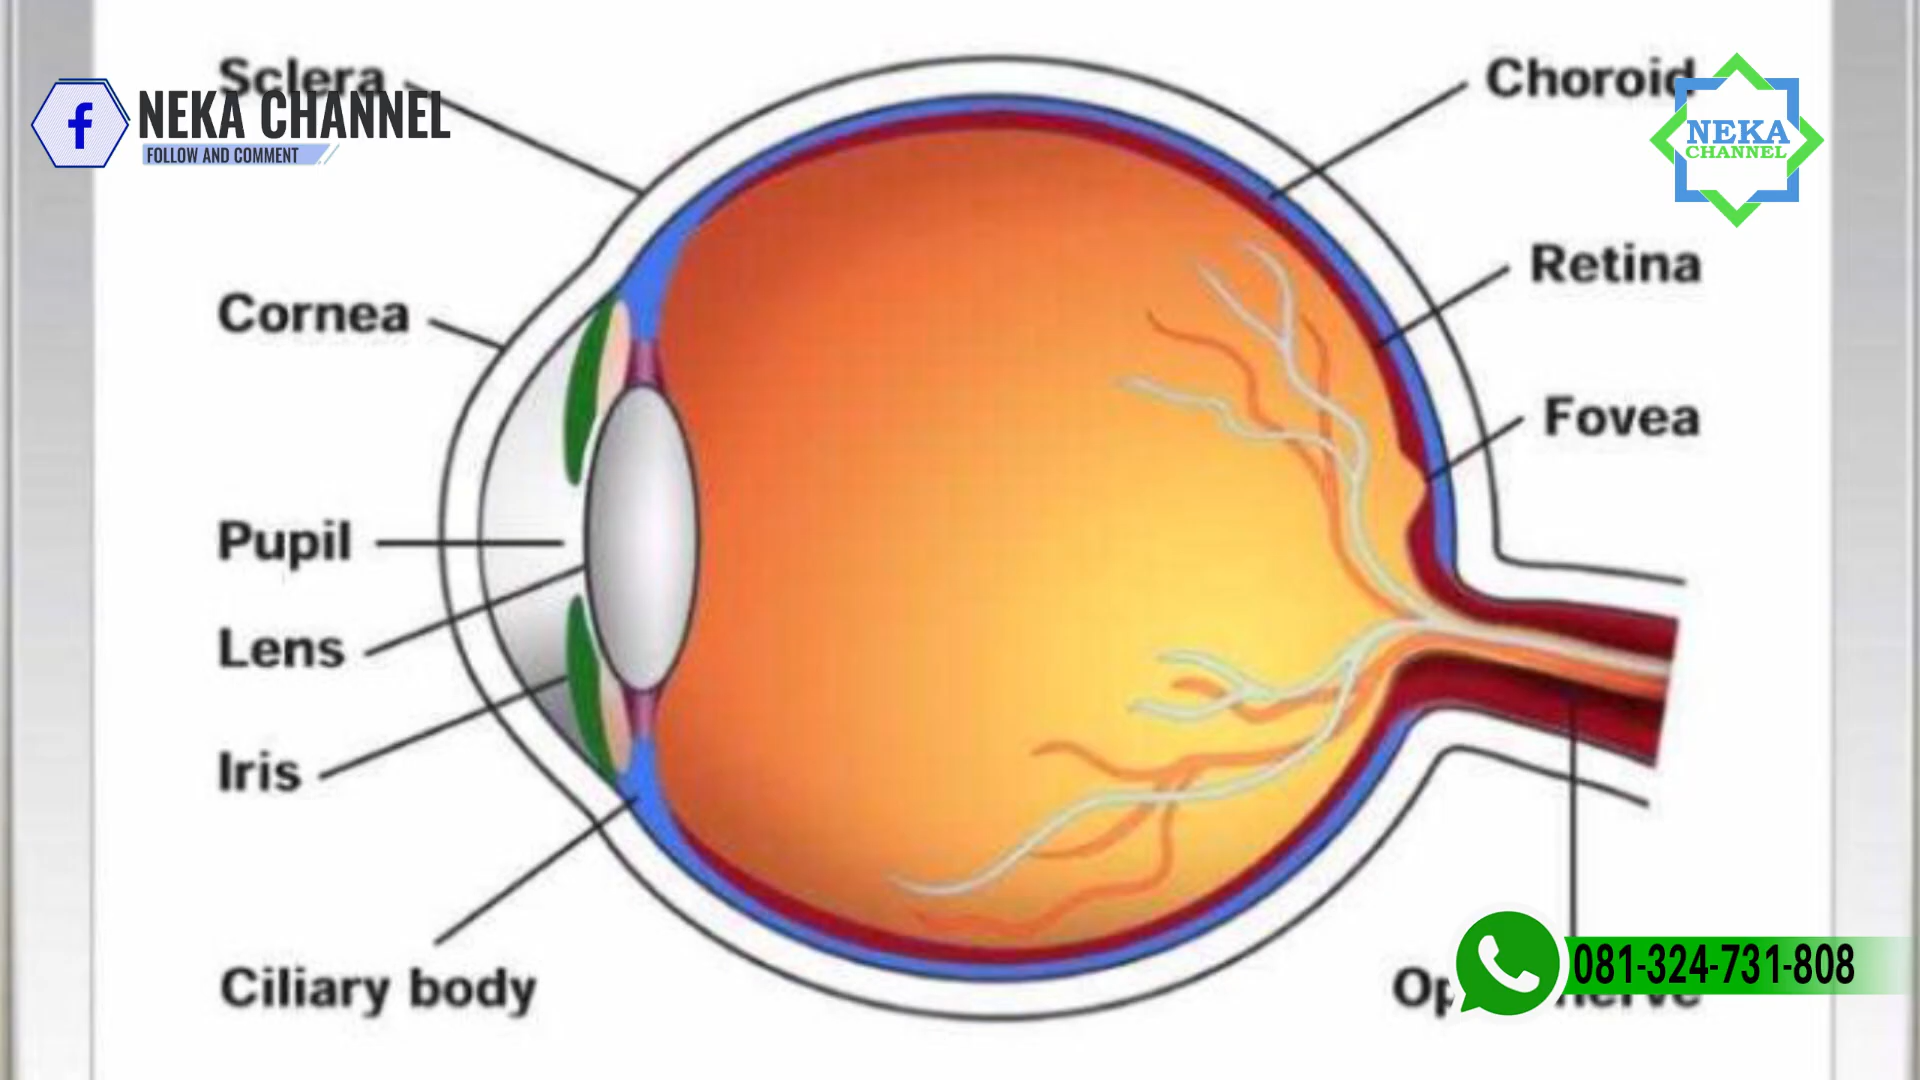 Sclera
NEKA CHANNEL
FOLLOW AND COMMENT
Choroid
NEKA
CHANNEL
Retina
Cornea
Fovea
Pupil
Lens
Iris
Ciliary body
081-324-731-808
nerve